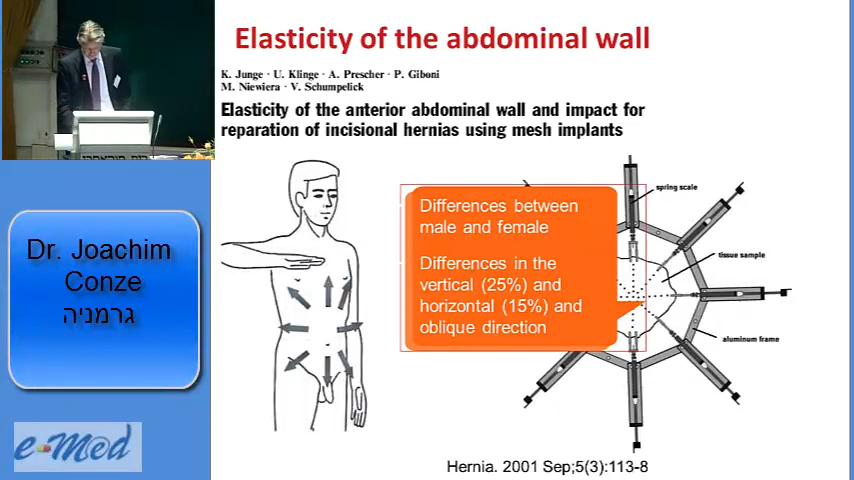 Elasticity of the abdominal wall
K. Junge · U. Klinge · A. Prescher · P. Giboni
M. Niewiera · V. Schumpelick
Elasticity of the anterior abdominal wall and impact for
reparation of incisional hernias using mesh implants
Differences between
male and female
Differences in the
vertical (25%) and
horizontal (15%) and
oblique direction
spring scale
tissue sample
aluminum frame
Hernia. 2001 Sep;5(3):113-8
Dr. Joachim
Conze
גרמניה
e-Med